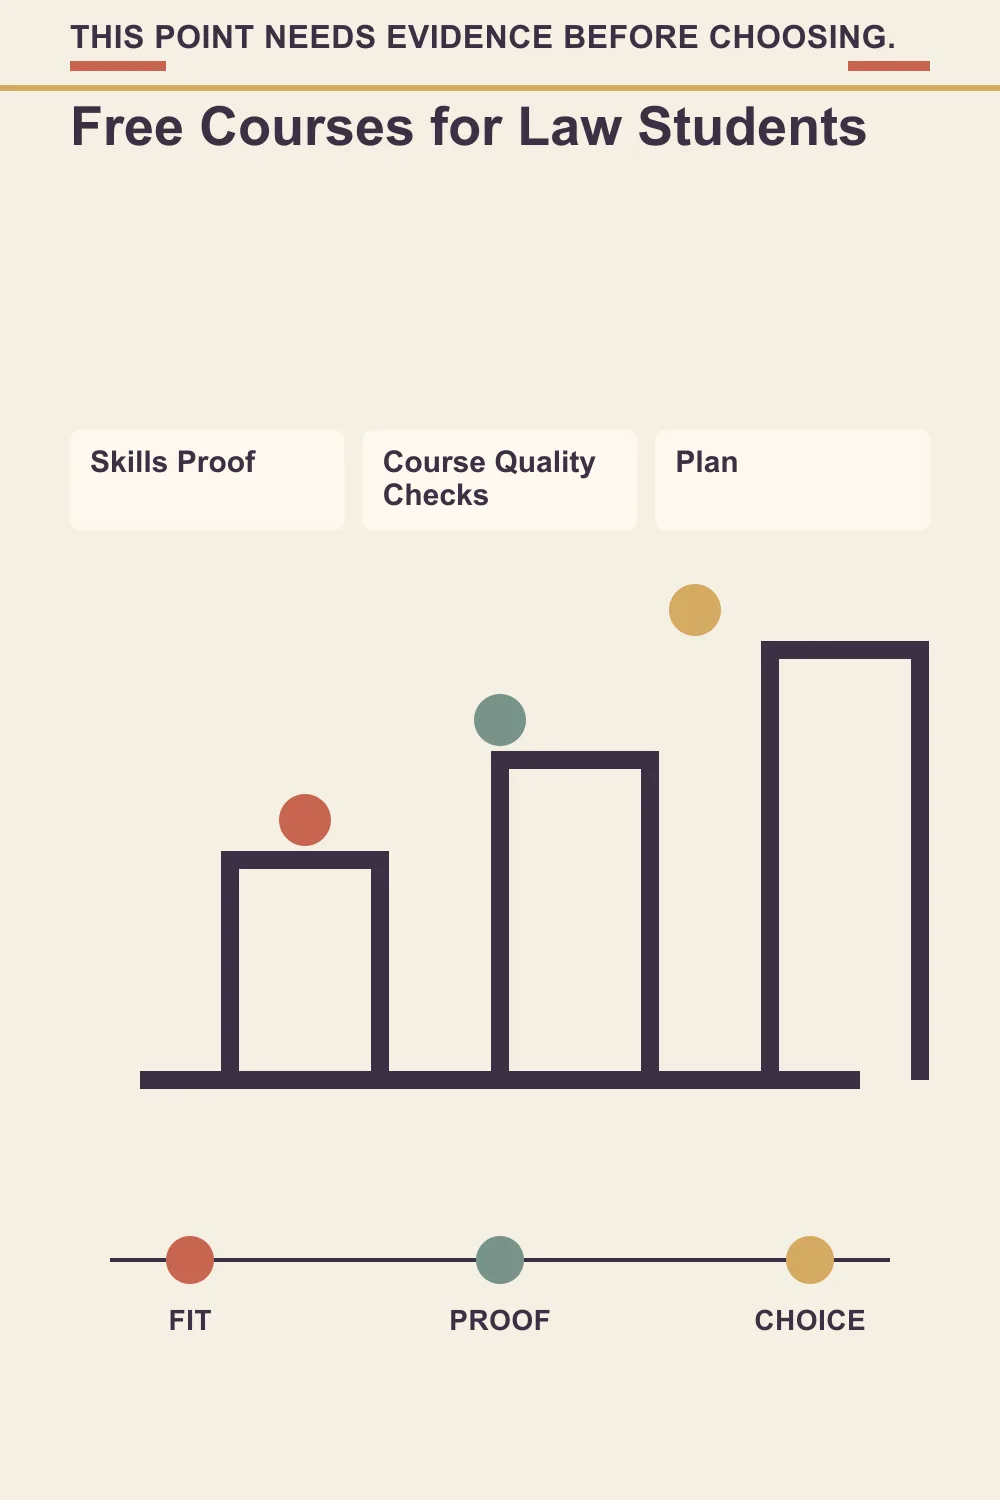 THIS POINT NEEDS EVIDENCE BEFORE CHOOSING.
Free Courses for Law Students
Skills Proof
Course Quality
Checks
Plan
FIT
PROOF
CHOICE